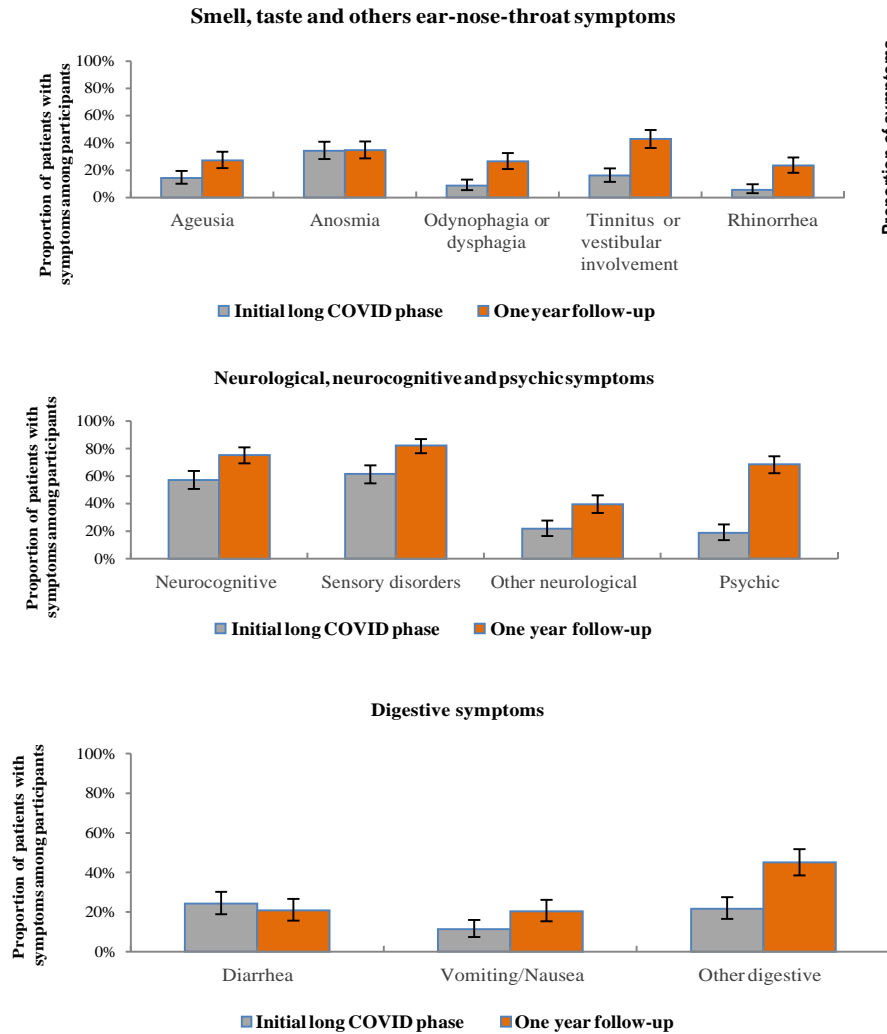 Smell, taste and others ear-nose-throat symptoms
Proportion of patients with
symptoms among participants
100%
80%
60%
40%
20%
0%
Ageusia
Anosmia
Odynophagia or
dysphagia
Tinnitus or
vestibular
involvement
Rhinorrhea
Initial long COVID phase
One year follow-up
Proportion of symptoms
Neurological, neurocognitive and psychic symptoms
Proportion of patients with
symptoms among participants
100%
80%
60%
40%
20%
0%
Neurocognitive
Sensory disorders
Other neurological
Psychic
Initial long COVID phase
One year follow-up
Digestive symptoms
Proportion of patients with
symptoms among participants
100%
80%
60%
40%
20%
0%
Diarrhea
Vomiting/Nausea
Other digestive
Initial long COVID phase
One year follow-up